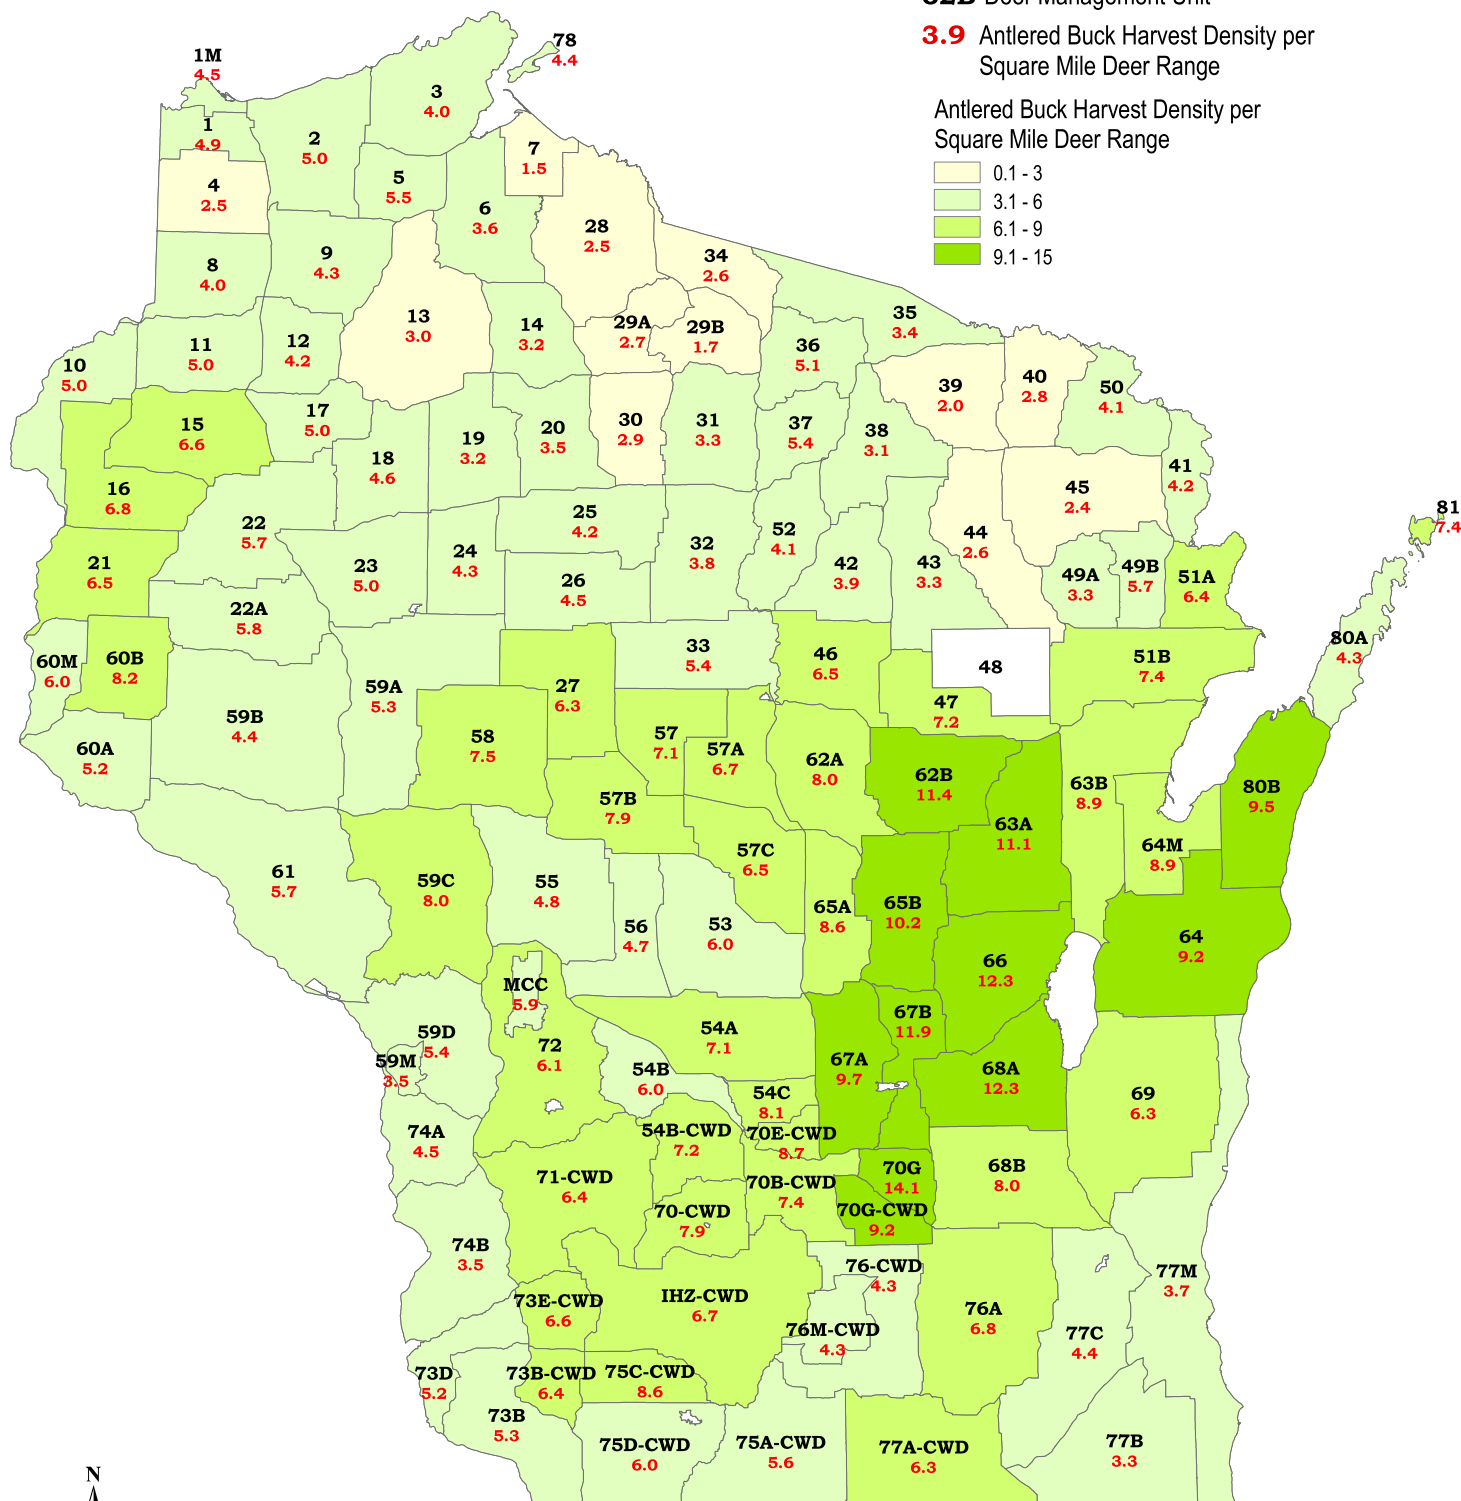 62B Deer Management Unit
3.9 Antlered Buck Harvest Density per
Square Mile Deer Range
Antlered Buck Harvest Density per
Square Mile Deer Range
0.1 - 3
3.1 - 6
6.1 - 9
9.1 - 15
78
4.4
1M
4.5
3
4.0
1
4.9
2
5.0
7
1.5
5
5.5
4
2.5
6
3.6
28
2.5
9
4.3
34
2.6
8
4.0
13
3.0
14
3.2
29A
2.7
29B
1.7
35
3.4
12
4.2
11
5.0
36
5.1
10
5.0
40
2.8
39
2.0
50
4.1
17
5.0
15
6.6
30
2.9
31
3.3
37
5.4
20
3.5
38
3.1
19
3.2
18
4.6
41
4.2
16
6.8
45
2.4
81
7.4
25
4.2
22
5.7
52
4.1
44
2.6
32
3.8
24
4.3
21
6.5
42
3.9
43
3.3
23
5.0
49B
5.7
49A
3.3
51A
6.4
26
4.5
22A
5.8
80A
4.3
33
5.4
46
6.5
51B
7.4
60B
8.2
60M
6.0
48
27
6.3
59A
5.3
47
7.2
59B
4.4
57
7.1
58
7.5
60A
5.2
57A
6.7
62A
8.0
62B
11.4
63B
8.9
80B
9.5
57B
7.9
63A
11.1
64M
8.9
57C
6.5
61
5.7
59C
8.0
55
4.8
65B
10.2
65A
8.6
56
4.7
53
6.0
64
9.2
66
12.3
MCC
5.9
67B
11.9
54A
7.1
59D
5.4
72
6.1
59M
3.5
67A
9.7
54B
6.0
68A
12.3
54C
8.1
69
6.3
74A
4.5
54B-CWD
7.2
70E-CWD
8.7
68B
8.0
70G
14.1
71-CWD
6.4
70B-CWD
7.4
70-CWD
7.9
70G-CWD
9.2
74B
3.5
76-CWD
4.3
77M
3.7
IHZ-CWD
6.7
73E-CWD
6.6
76A
6.8
76M-CWD
4.3
77C
4.4
73D
5.2
73B-CWD
6.4
75C-CWD
8.6
73B
5.3
75D-CWD
6.0
75A-CWD
5.6
77A-CWD
6.3
77B
3.3
N